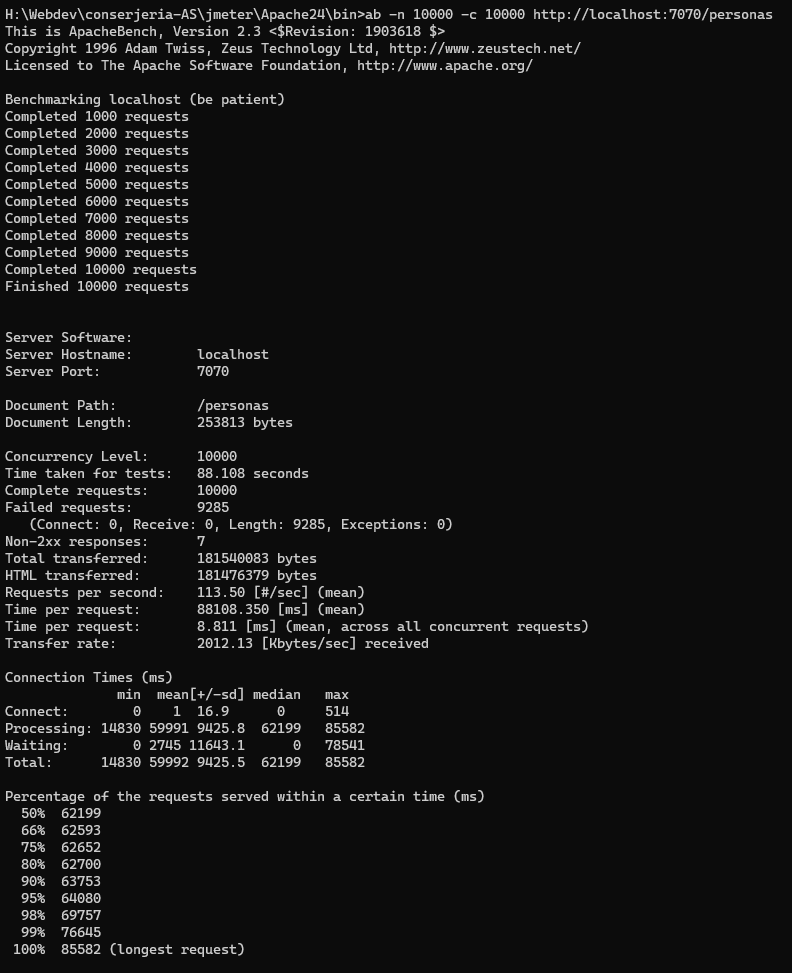 H:\Webdev\conserjeria-AS\jmeter\Apache24\bin>ab -n 10000 -c 10000 http://localhost:7070/personas
This is ApacheBench, Version 2.3 <$Revision: 1903618 $>
Copyright 1996 Adam Twiss, Zeus Technology Ltd, http://www.zeustech.net/
Licensed to The Apache Software Foundation, http://www.apache.org/

Benchmarking localhost (be patient)
Completed 1000 requests
Completed 2000 requests
Completed 3000 requests
Completed 4000 requests
Completed 5000 requests
Completed 6000 requests
Completed 7000 requests
Completed 8000 requests
Completed 9000 requests
Completed 10000 requests
Finished 10000 requests


Server Software:
Server Hostname:        localhost
Server Port:            7070

Document Path:          /personas
Document Length:        253813 bytes

Concurrency Level:      10000
Time taken for tests:   88.108 seconds
Complete requests:      10000
Failed requests:        9285
   (Connect: 0, Receive: 0, Length: 9285, Exceptions: 0)
Non-2xx responses:      7
Total transferred:      181540083 bytes
HTML transferred:       181476379 bytes
Requests per second:    113.50 [#/sec] (mean)
Time per request:       88108.350 [ms] (mean)
Time per request:       8.811 [ms] (mean, across all concurrent requests)
Transfer rate:          2012.13 [Kbytes/sec] received

Connection Times (ms)
              min  mean[+/-sd] median   max
Connect:        0    1  16.9      0     514
Processing: 14830 59991 9425.8  62199   85582
Waiting:        0 2745 11643.1      0   78541
Total:      14830 59992 9425.5  62199   85582

Percentage of the requests served within a certain time (ms)
  50%  62199
  66%  62593
  75%  62652
  80%  62700
  90%  63753
  95%  64080
  98%  69757
  99%  76645
 100%  85582 (longest request)